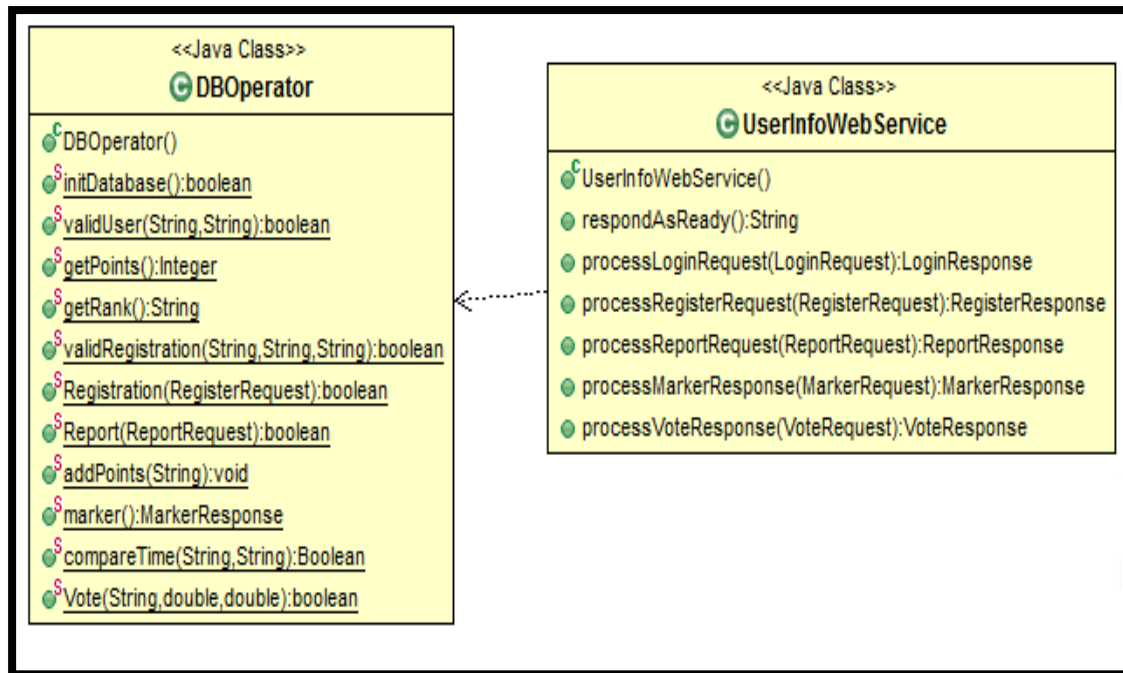 <<Java Class>>
DBOperator
DBOperator()
initDatabase():boolean
validUser(String,String):boolean
getPoints():Integer
getRank():String
validRegistration(String,String,String):boolean
Registration(RegisterRequest):boolean
Report(ReportRequest):boolean
addPoints(String):void
marker():MarkerResponse
compareTime(String,String):Boolean
Vote(String,double,double):boolean
<<Java Class>>
UserInfoWebService
UserInfoWebService()
respondAsReady():String
processLoginRequest(LoginRequest):LoginResponse
processRegisterRequest(RegisterRequest):RegisterResponse
processReportRequest(ReportRequest):ReportResponse
processMarkerResponse(MarkerRequest):MarkerResponse
processVoteResponse(VoteRequest):VoteResponse